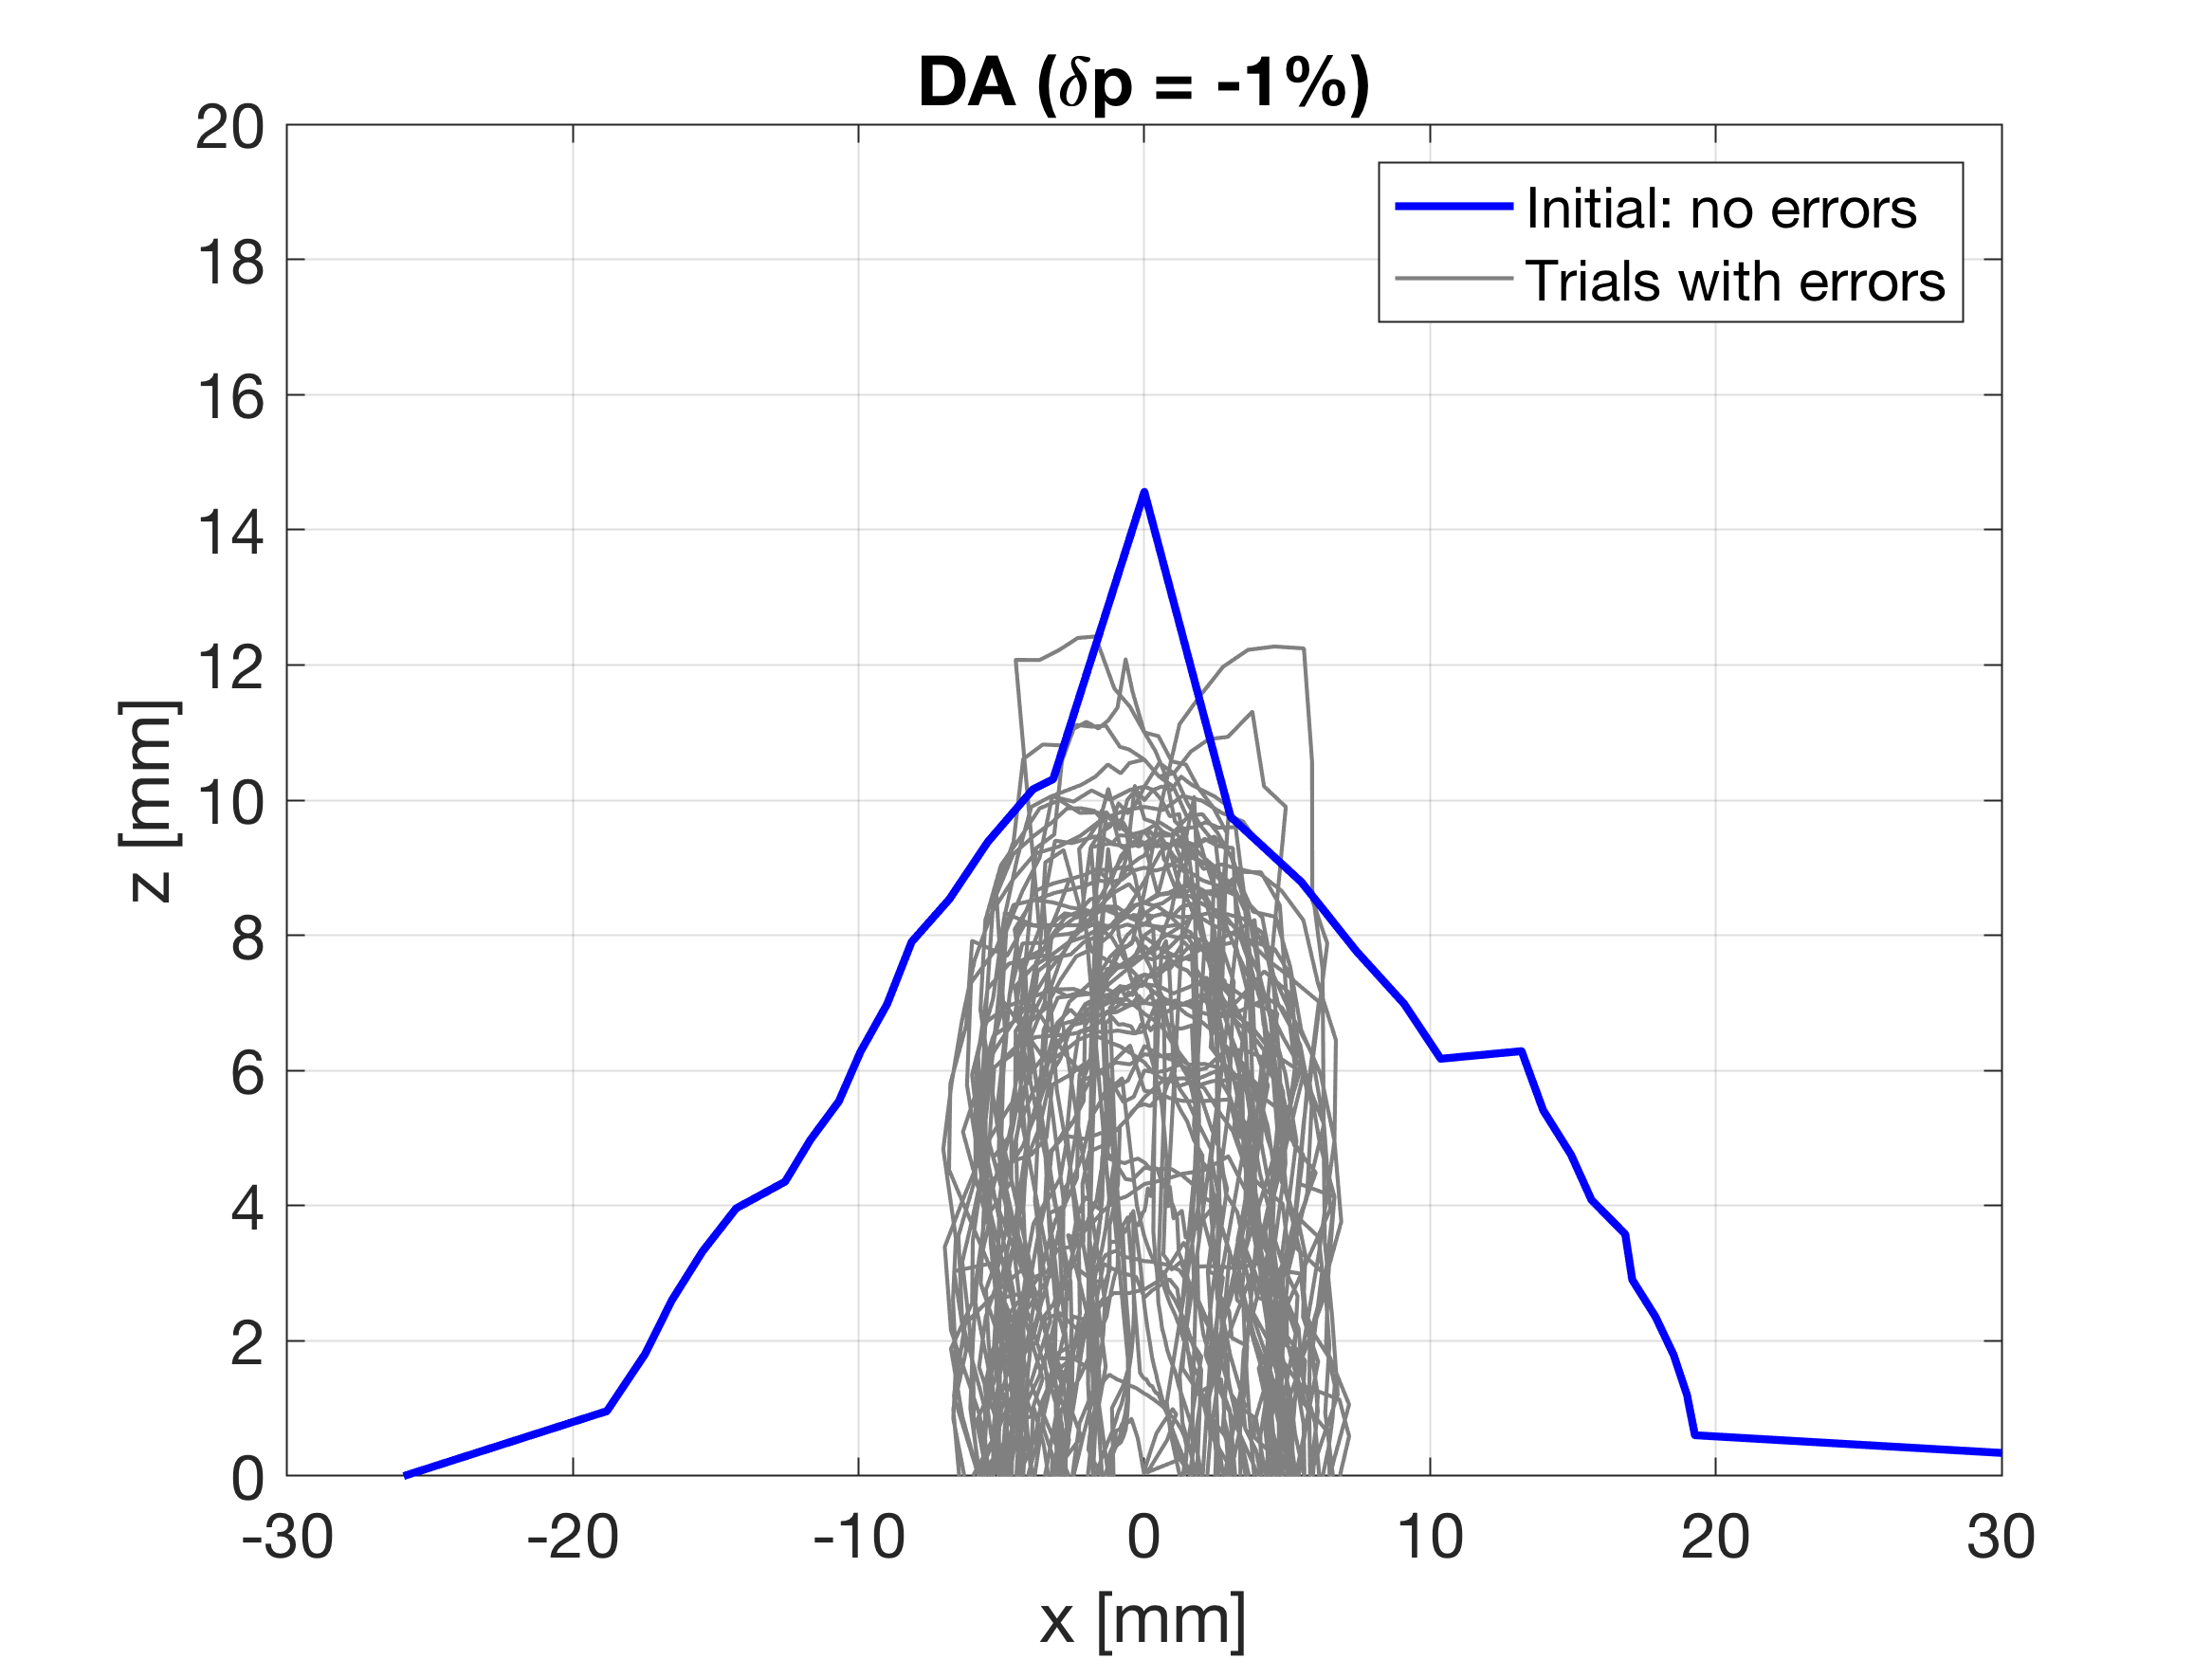 DA (δp = -1%)
Initial: no errors
Trials with errors
20
18
16
14
12
10
8
6
4
2
0
z [mm]
-30 -20 -10 0 10 20 30
x [mm]